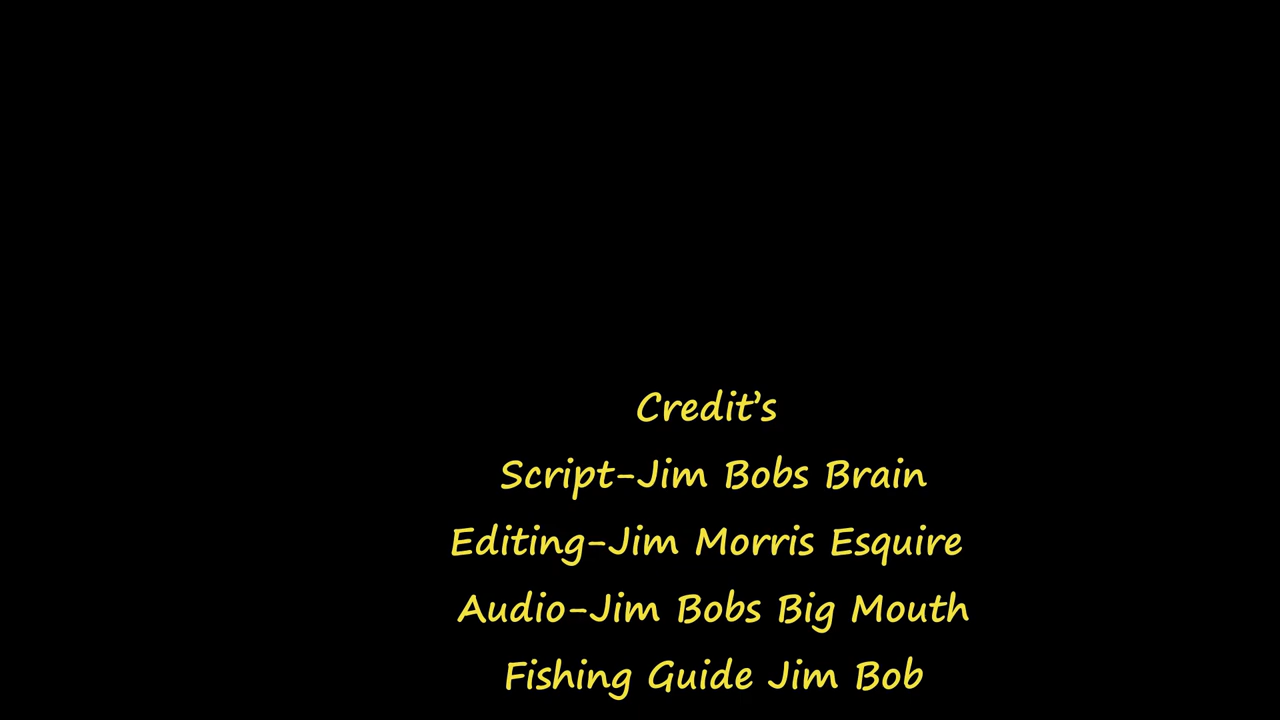 Credit’s
Script-Jim Bobs Brain
Editing-Jim Morris Esquire
Audio-Jim Bobs Big Mouth
Fishing Guide Jim Bob